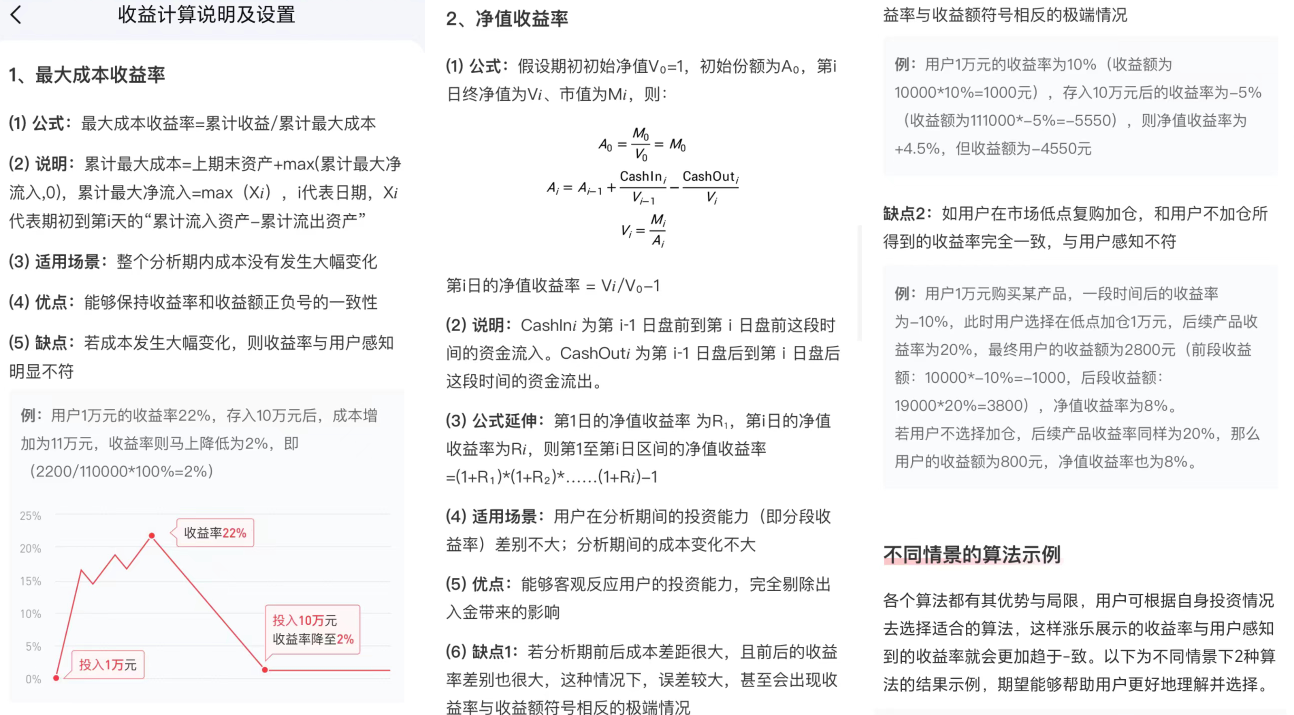 收益计算说明及设置
1、最大成本收益率
(1) 公式：最大成本收益率=累计收益/累计最大成本
(2) 说明：累计最大成本=上期末资产+max(累计最大净
流入,0)，累计最大净流入=max（Xi），i代表日期，Xi
代表期初到第i天的“累计流入资产-累计流出资产”
(3) 适用场景：整个分析期内成本没有发生大幅变化
(4) 优点：能够保持收益率和收益额正负号的一致性
(5) 缺点：若成本发生大幅变化，则收益率与用户感知
明显不符
例：用户1万元的收益率22%，存入10万元后，成本增
加为11万元，收益率则马上降低为2%，即
（2200/110000*100%=2%）
25%
20%
15%
10%
5%
0%
收益率22%
投入10万元
收益率降至2%
投入1万元
2、净值收益率
(1) 公式：假设期初初始净值V₀=1，初始份额为A₀，第i
日终净值为Vi、市值为Mi，则：
A₀ = M₀/V₀ = M₀
Aᵢ = Aᵢ₋₁ + CashInᵢ/Vᵢ₋₁ − CashOutᵢ/Vᵢ
Vᵢ = Mᵢ/Aᵢ
第i日的净值收益率 = Vi/V₀-1
(2) 说明：CashIni 为第 i-1 日盘前到第 i 日盘前这段时
间的资金流入。CashOuti 为第 i-1 日盘后到第 i 日盘后
这段时间的资金流出。
(3) 公式延伸：第1日的净值收益率 为R₁，第i日的净值
收益率为Ri，则第1至第i日区间的净值收益率
=(1+R₁)*(1+R₂)*……(1+Ri)-1
(4) 适用场景：用户在分析期间的投资能力（即分段收
益率）差别不大；分析期间的成本变化不大
(5) 优点：能够客观反应用户的投资能力，完全剔除出
入金带来的影响
(6) 缺点1：若分析期前后成本差距很大，且前后的收益
率差别也很大，这种情况下，误差较大，甚至会出现收
益率与收益额符号相反的极端情况
益率与收益额符号相反的极端情况
例：用户1万元的收益率为10%（收益额为
10000*10%=1000元），存入10万元后的收益率为-5%
（收益额为111000*-5%=-5550），则净值收益率为
+4.5%，但收益额为-4550元
缺点2：如用户在市场低点复购加仓，和用户不加仓所
得到的收益率完全一致，与用户感知不符
例：用户1万元购买某产品，一段时间后的收益率
为-10%，此时用户选择在低点加仓1万元，后续产品收
益率为20%，最终用户的收益额为2800元（前段收益
额：10000*-10%=-1000，后段收益额：
19000*20%=3800），净值收益率为8%。
若用户不选择加仓，后续产品收益率同样为20%，那么
用户的收益额为800元，净值收益率也为8%。
不同情景的算法示例
各个算法都有其优势与局限，用户可根据自身投资情况
去选择适合的算法，这样涨乐展示的收益率与用户感知
到的收益率就会更加趋于-致。以下为不同情景下2种算
法的结果示例，期望能够帮助用户更好地理解并选择。